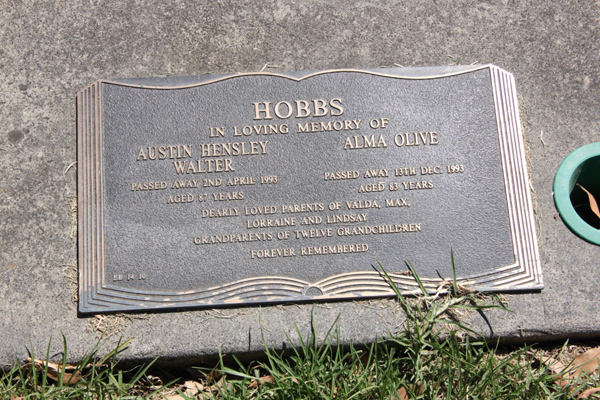 HOBBS
IN LOVING MEMORY OF
AUSTIN HENSLEY
WALTER
PASSED AWAY 2ND APRIL 1993
AGED 87 YEARS
ALMA OLIVE
PASSED AWAY 13TH DEC. 1993
AGED 83 YEARS
DEARLY LOVED PARENTS OF VALDA, MAX,
LORRAINE AND LINDSAY
GRANDPARENTS OF TWELVE GRANDCHILDREN
FOREVER REMEMBERED
14 10